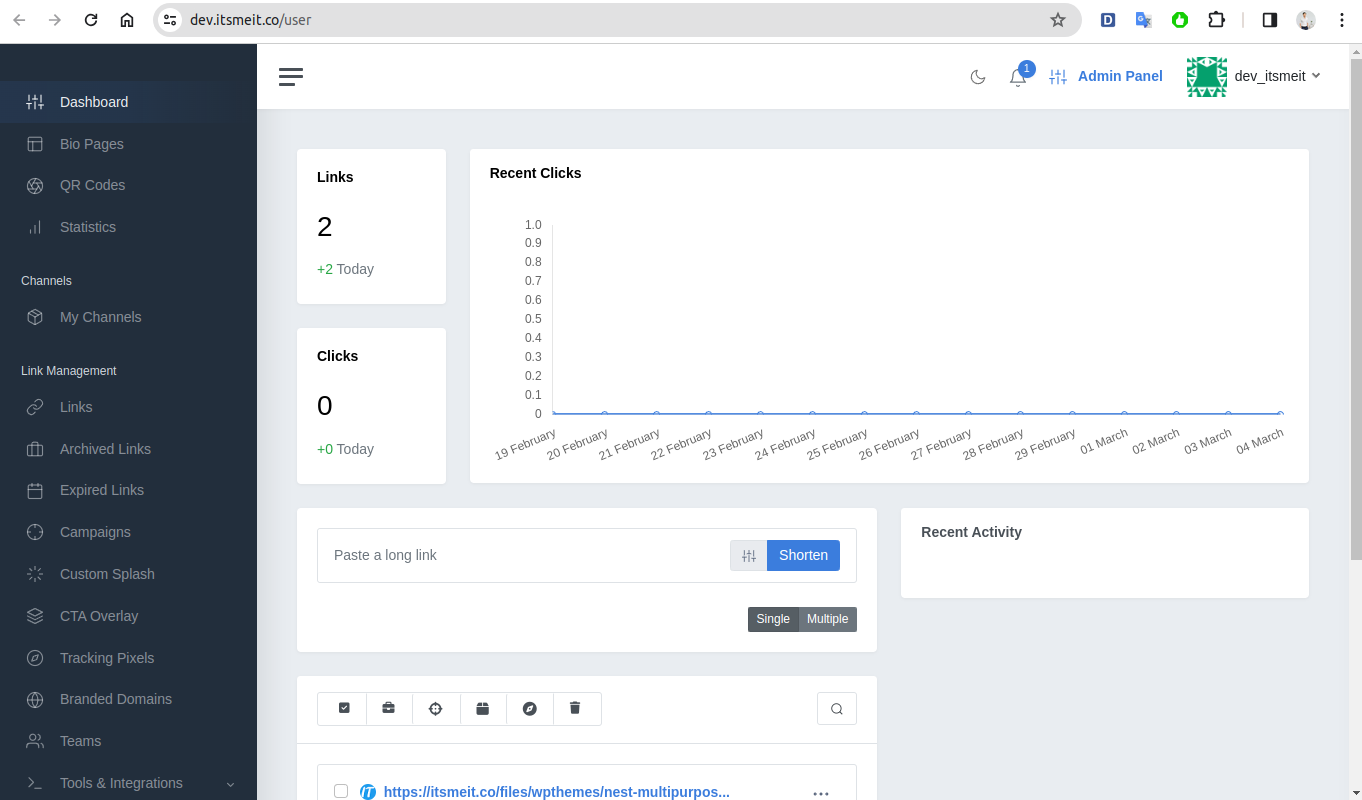 dev.itsmeit.co/user
Dashboard
Bio Pages
QR Codes
Statistics
Channels
My Channels
Link Management
Links
Archived Links
Expired Links
Campaigns
Custom Splash
CTA Overlay
Tracking Pixels
Branded Domains
Teams
Tools & Integrations
1
Admin Panel
dev_itsmeit
Links
2
+2 Today
Clicks
0
+0 Today
Recent Clicks
1.0
0.9
0.8
0.7
0.6
0.5
0.4
0.3
0.2
0.1
0
19 February
20 February
21 February
22 February
23 February
24 February
25 February
26 February
27 February
28 February
29 February
01 March
02 March
03 March
04 March
Paste a long link
Shorten
Single
Multiple
Recent Activity
https://itsmeit.co/files/wpthemes/nest-multipurpos...